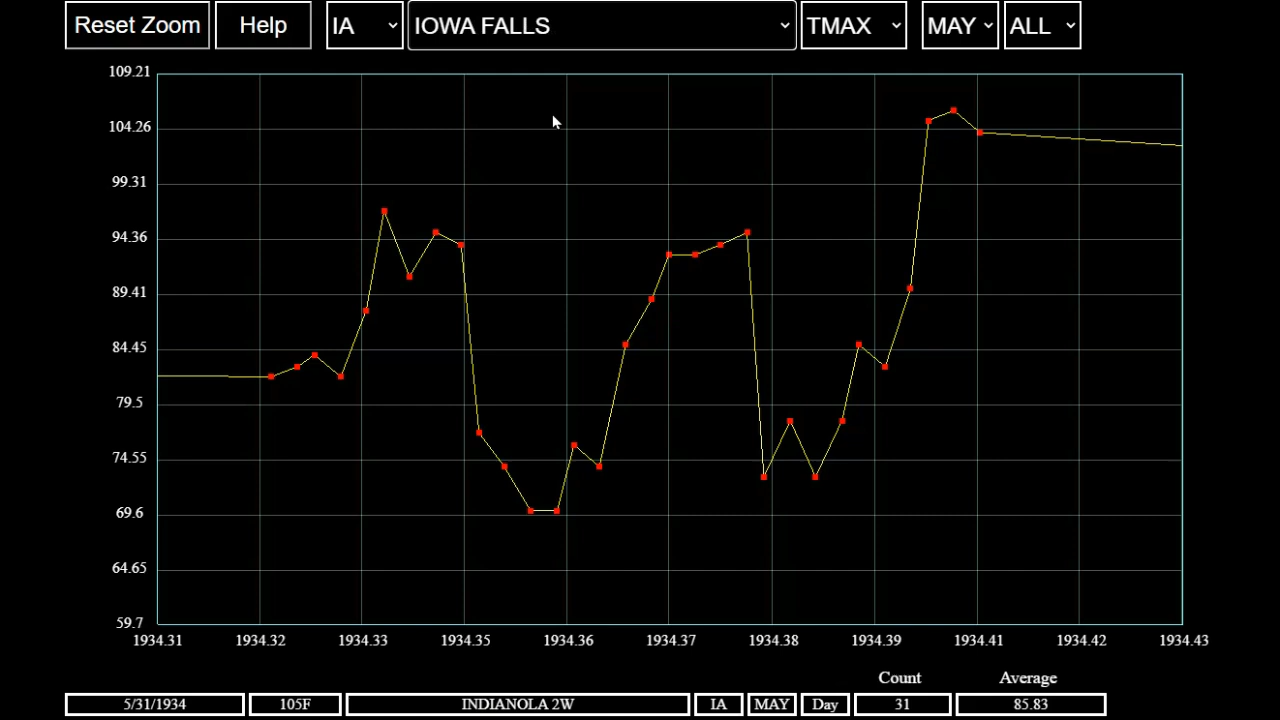 Reset Zoom Help IA IOWA FALLS TMAX MAY ALL
109.21
104.26
99.31
94.36
89.41
84.45
79.5
74.55
69.6
64.65
59.7
1934.31 1934.32 1934.33 1934.35 1934.36 1934.37 1934.38 1934.39 1934.41 1934.42 1934.43
Count Average
5/31/1934 105F INDIANOLA 2W IA MAY Day 31 85.83